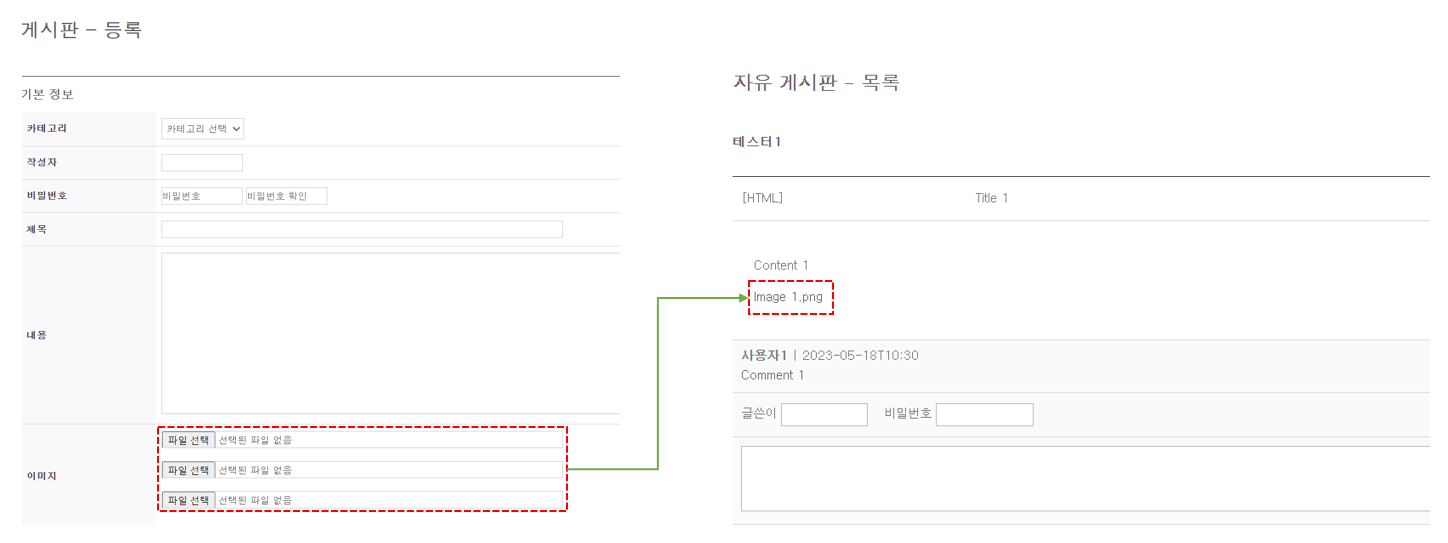 게시판 – 등록
기본 정보
카테고리 카테고리 선택
작성자
비밀번호 비밀번호 비밀번호 확인
제목
내용
이미지
파일 선택 선택된 파일 없음
파일 선택 선택된 파일 없음
파일 선택 선택된 파일 없음
자유 게시판 – 목록
테스터1
[HTML] Title 1
Content 1
Image 1.png
사용자1 | 2023-05-18T10:30
Comment 1
글쓴이 비밀번호